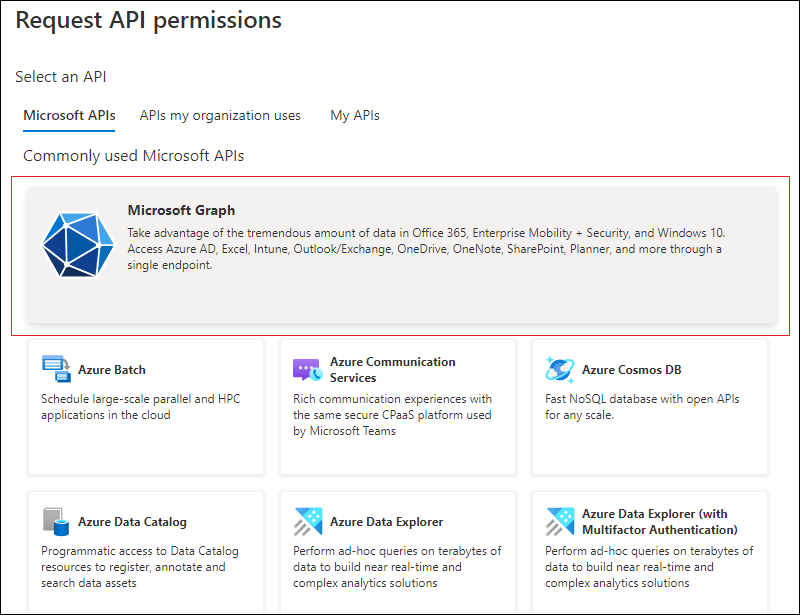 Request API permissions
Select an API
Microsoft APIs
APIs my organization uses
My APIs
Commonly used Microsoft APIs
Microsoft Graph
Take advantage of the tremendous amount of data in Office 365, Enterprise Mobility + Security, and Windows 10.
Access Azure AD, Excel, Intune, Outlook/Exchange, OneDrive, OneNote, SharePoint, Planner, and more through a
single endpoint.
Azure Batch
Schedule large-scale parallel and HPC
applications in the cloud
Azure Communication
Services
Rich communication experiences with
the same secure CPaaS platform used
by Microsoft Teams
Azure Cosmos DB
Fast NoSQL database with open APIs
for any scale.
Azure Data Catalog
Programmatic access to Data Catalog
resources to register, annotate and
search data assets
Azure Data Explorer
Perform ad-hoc queries on terabytes of
data to build near real-time and
complex analytics solutions
Azure Data Explorer (with
Multifactor Authentication)
Perform ad-hoc queries on terabytes of
data to build near real-time and
complex analytics solutions